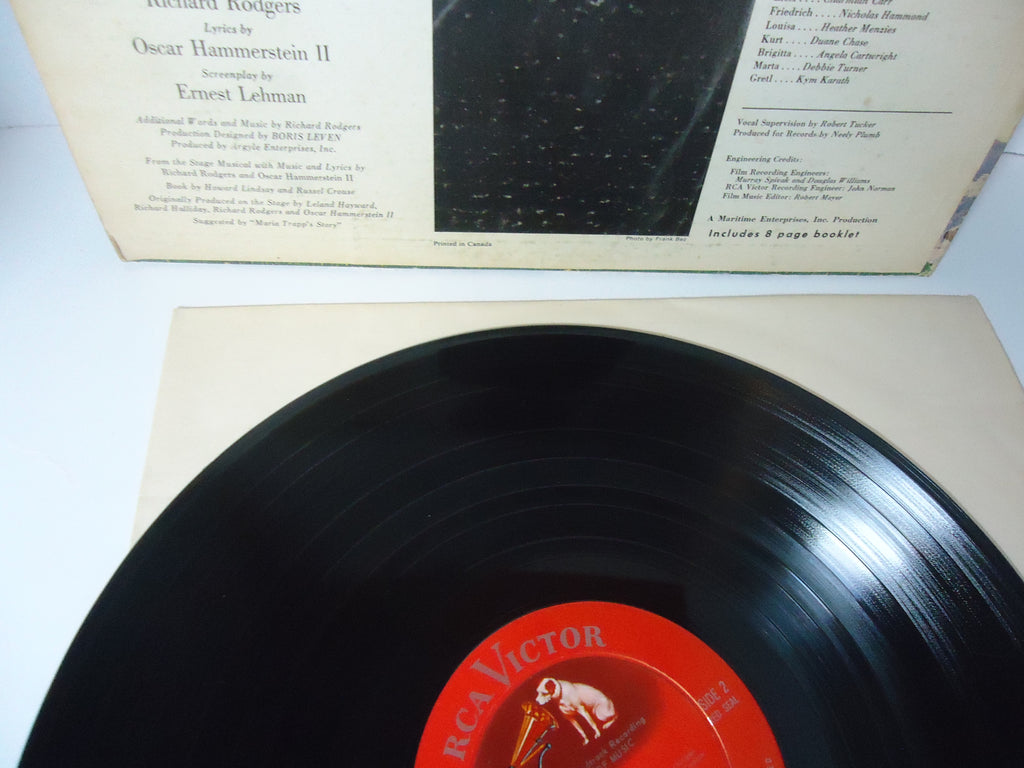 Richard Rodgers
Lyrics by
Oscar Hammerstein II
Screenplay by
Ernest Lehman
Additional Words and Music by Richard Rodgers
Production Designed by BORIS LEVEN
Produced by Argyle Enterprises, Inc.
From the Stage Musical with Music and Lyrics by
Richard Rodgers and Oscar Hammerstein II
Book by Howard Lindsay and Russel Crouse
Originally Produced on the Stage by Leland Hayward,
Richard Halliday, Richard Rodgers and Oscar Hammerstein II
Suggested by "Maria Trapp's Story"
Printed in Canada
Photo by Frank Bez
Charmian Carr
Friedrich .... Nicholas Hammond
Louisa .... Heather Menzies
Kurt .... Duane Chase
Brigitta .... Angela Cartwright
Marta .... Debbie Turner
Gretl .... Kym Karath
Vocal Supervision by Robert Tucker
Produced for Records by Neely Plumb
Engineering Credits:
Film Recording Engineers:
Murray Spivak and Douglas Williams
RCA Victor Recording Engineer: John Norman
Film Music Editor: Robert Mayer
A Maritime Enterprises, Inc. Production
Includes 8 page booklet
RCA VICTOR
SIDE 2
SEAL
Recording
MUSIC